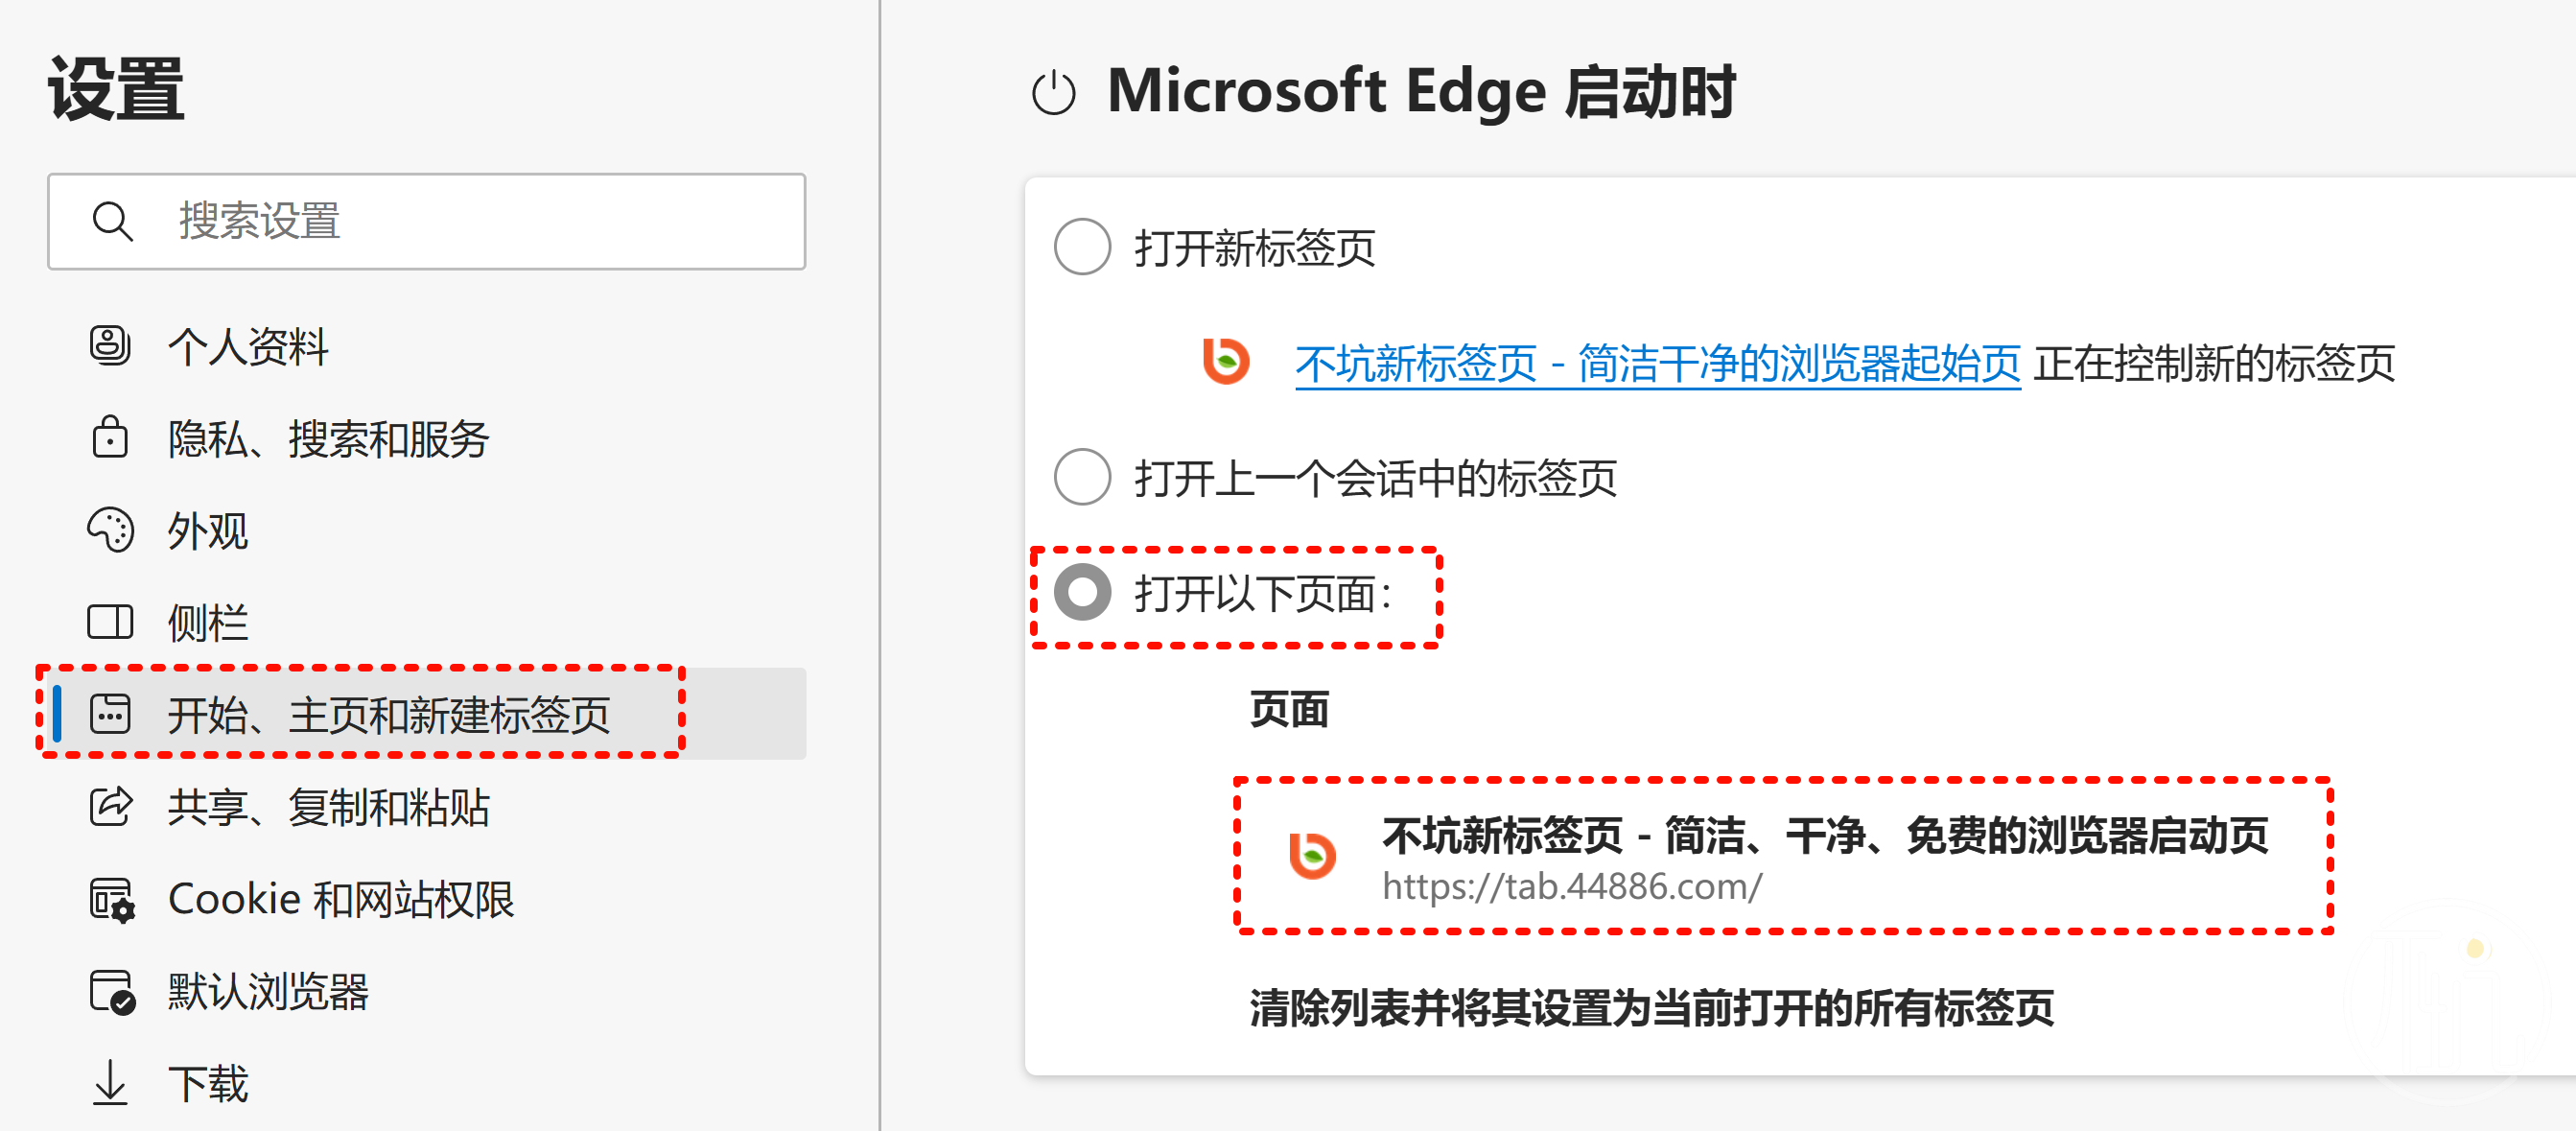 设置
搜索设置
个人资料
隐私、搜索和服务
外观
侧栏
开始、主页和新建标签页
共享、复制和粘贴
Cookie 和网站权限
默认浏览器
下载
Microsoft Edge 启动时
打开新标签页
不坑新标签页 - 简洁干净的浏览器起始页 正在控制新的标签页
打开上一个会话中的标签页
打开以下页面:
页面
不坑新标签页 - 简洁、干净、免费的浏览器启动页
https://tab.44886.com/
清除列表并将其设置为当前打开的所有标签页